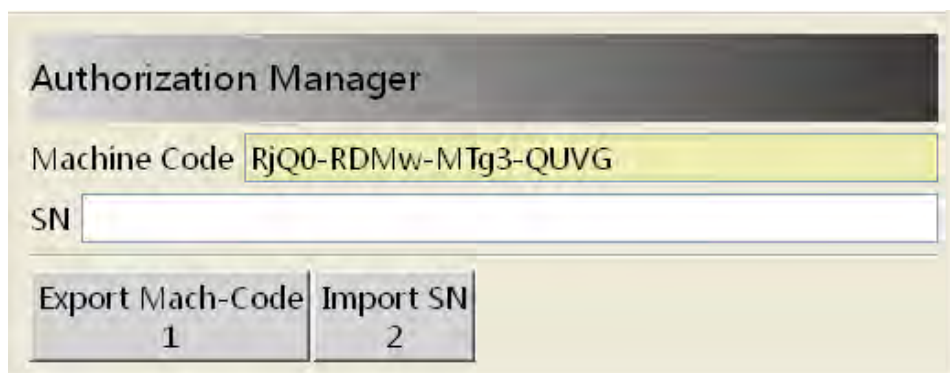 Authorization Manager
Machine Code RjQ0-RDMw-MTg3-QUVG
SN
Export Mach-Code Import SN
1 2